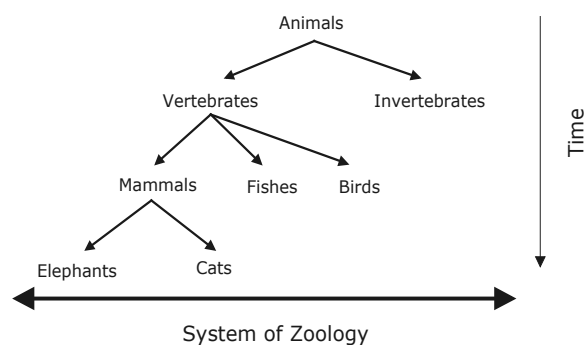 Animals
Vertebrates Invertebrates
Time
Mammals Fishes Birds
Elephants Cats
System of Zoology